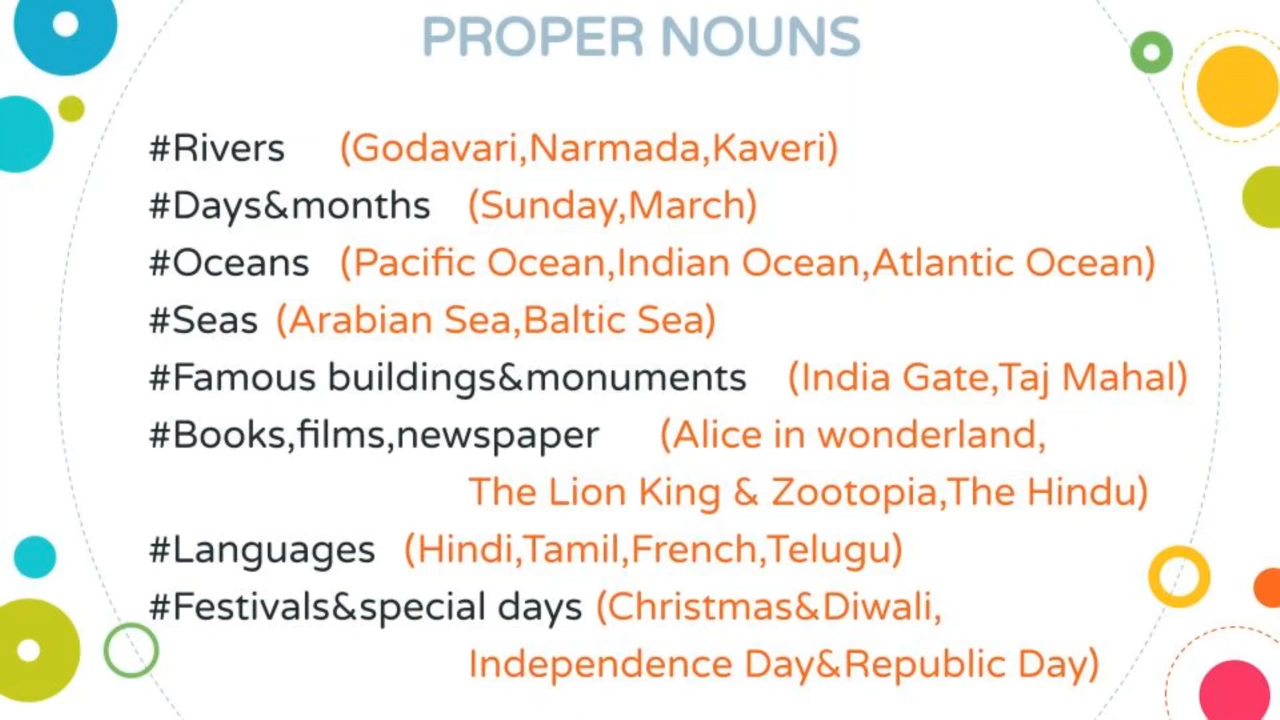 PROPER NOUNS
#Rivers (Godavari,Narmada,Kaveri)
#Days&months (Sunday,March)
#Oceans (Pacific Ocean,Indian Ocean,Atlantic Ocean)
#Seas (Arabian Sea,Baltic Sea)
#Famous buildings&monuments (India Gate,Taj Mahal)
#Books,films,newspaper (Alice in wonderland,
The Lion King & Zootopia,The Hindu)
#Languages (Hindi,Tamil,French,Telugu)
#Festivals&special days (Christmas&Diwali,
Independence Day&Republic Day)